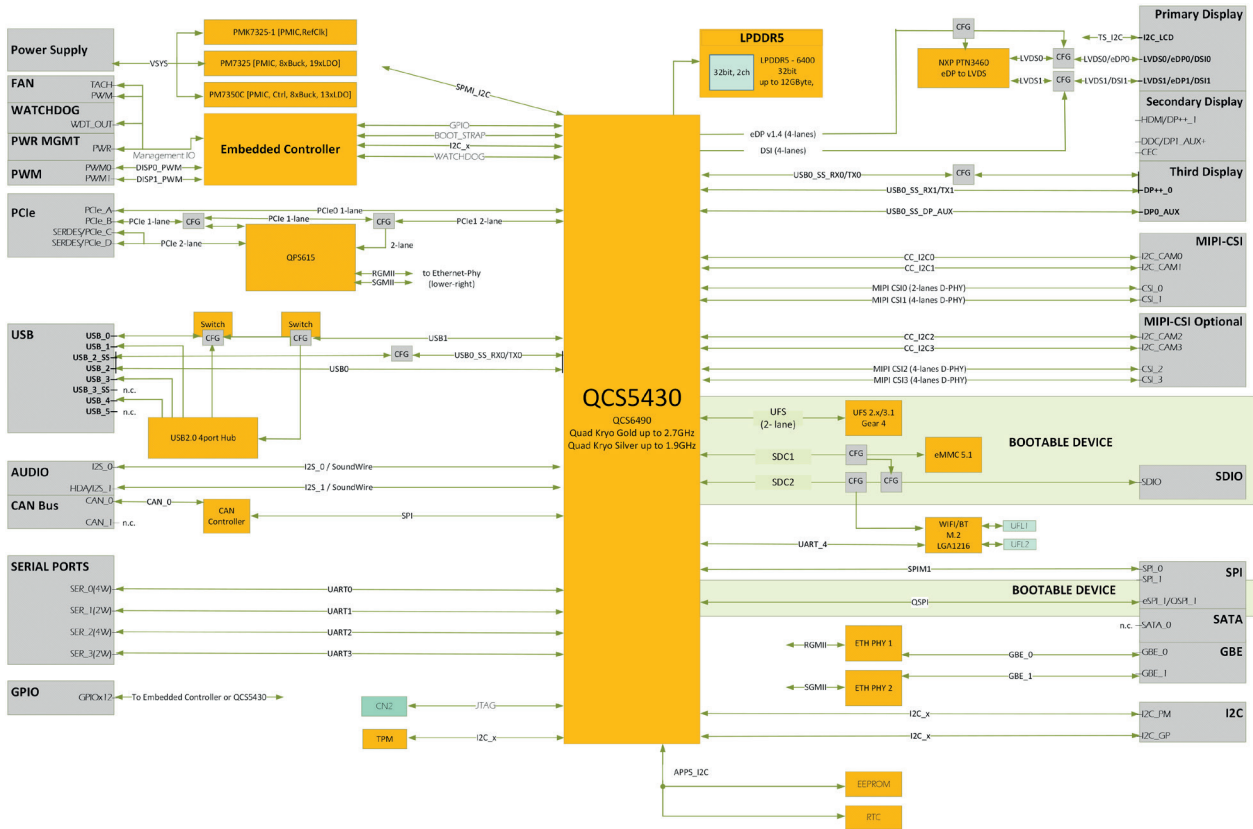 Power Supply
VSYS
PMK7325-1 [PMIC,RefClk]
PM7325 [PMIC, 8xBuck, 19xLDO]
PM7350C [PMIC, Ctrl, 8xBuck, 13xLDO]
SPMI_I2C
FAN
TACH
PWM
WATCHDOG
WDT_OUT
PWR MGMT
PWR
Management IO
PWM
PWM0
DISP0_PWM
PWM1
DISP1_PWM
Embedded Controller
GPIO
BOOT_STRAP
I2C_x
WATCHDOG
PCIe
PCIe_A
PCIe0 1-lane
PCIe_B
PCIe 1-lane
CFG
PCIe 1-lane
CFG
PCIe1 2-lane
SERDES/PCIe_C
SERDES/PCIe_D
PCIe 2-lane
2-lane
QPS615
RGMII
SGMII
to Ethernet-Phy
(lower-right)
USB
Switch
CFG
Switch
CFG
USB_0
USB1
USB_1
USB_2_SS
CFG
USB0_SS_RX0/TX0
USB_2
USB0
USB_3
USB_3_SS
n.c.
USB_4
USB_5
n.c.
USB2.0 4port Hub
AUDIO
I2S_0
I2S_0 / SoundWire
HDA/I2S_1
I2S_1 / SoundWire
CAN Bus
CAN_0
CAN_0
CAN_1
n.c.
CAN
Controller
SPI
SERIAL PORTS
SER_0(4W)
UART0
SER_1(2W)
UART1
SER_2(4W)
UART2
SER_3(2W)
UART3
GPIO
GPIOx12
To Embedded Controller or QCS5430
CN2
JTAG
TPM
I2C_x
QCS5430
QCS6490
Quad Kryo Gold up to 2.7GHz
Quad Kryo Silver up to 1.9GHz
LPDDR5
32bit, 2ch
LPDDR5 - 6400
32bit
up to 12GByte,
CFG
NXP PTN3460
eDP to LVDS
LVDS0
CFG
LVDS0/eDP0
LVDS1
CFG
LVDS1/DSI1
TS_I2C
Primary Display
I2C_LCD
LVDS0/eDP0/DSI0
LVDS1/eDP1/DSI1
Secondary Display
HDMI/DP++_1
DDC/DP1_AUX+
CEC
eDP v1.4 (4-lanes)
DSI (4-lanes)
Third Display
USB0_SS_RX0/TX0
CFG
USB0_SS_RX1/TX1
DP++_0
USB0_SS_DP_AUX
DP0_AUX
MIPI-CSI
CC_I2C0
I2C_CAM0
CC_I2C1
I2C_CAM1
MIPI CSI0 (2-lanes D-PHY)
CSI_0
MIPI CSI1 (4-lanes D-PHY)
CSI_1
MIPI-CSI Optional
CC_I2C2
I2C_CAM2
CC_I2C3
I2C_CAM3
MIPI CSI2 (4-lanes D-PHY)
CSI_2
MIPI CSI3 (4-lanes D-PHY)
CSI_3
UFS
(2- lane)
UFS 2.x/3.1
Gear 4
BOOTABLE DEVICE
SDC1
CFG
eMMC 5.1
SDC2
CFG
CFG
SDIO
SDIO
WIFI/BT
M.2
LGA1216
UFL1
UFL2
UART_4
SPIM1
SPI
SPI_0
SPI_1
BOOTABLE DEVICE
QSPI
eSPI_1/QSPI_1
SATA
n.c.
SATA_0
GBE
RGMII
ETH PHY 1
GBE_0
GBE_0
SGMII
ETH PHY 2
GBE_1
GBE_1
I2C
I2C_x
I2C_PM
I2C_x
I2C_GP
APPS_I2C
EEPROM
RTC